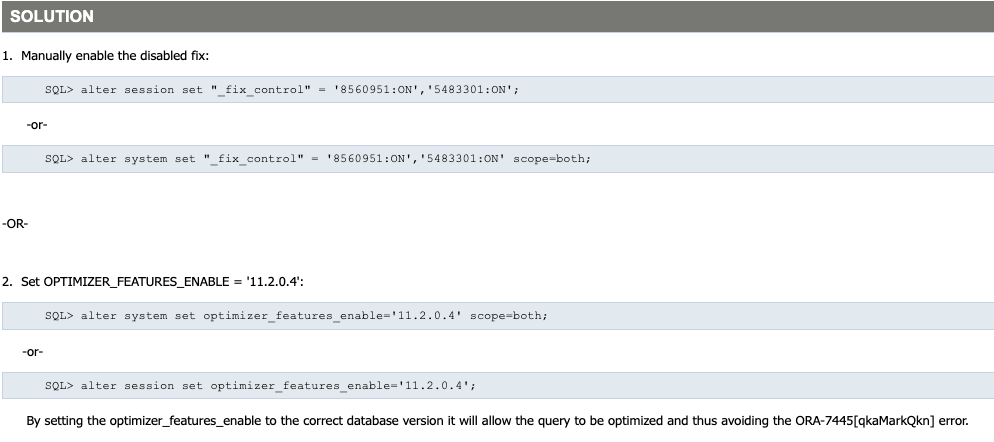 SOLUTION
1. Manually enable the disabled fix:
SQL> alter session set "_fix_control" = '8560951:ON','5483301:ON';
-or-
SQL> alter system set "_fix_control" = '8560951:ON','5483301:ON' scope=both;
-OR-
2. Set OPTIMIZER_FEATURES_ENABLE = '11.2.0.4':
SQL> alter system set optimizer_features_enable='11.2.0.4' scope=both;
-or-
SQL> alter session set optimizer_features_enable='11.2.0.4';
By setting the optimizer_features_enable to the correct database version it will allow the query to be optimized and thus avoiding the ORA-7445[qkaMarkQkn] error.